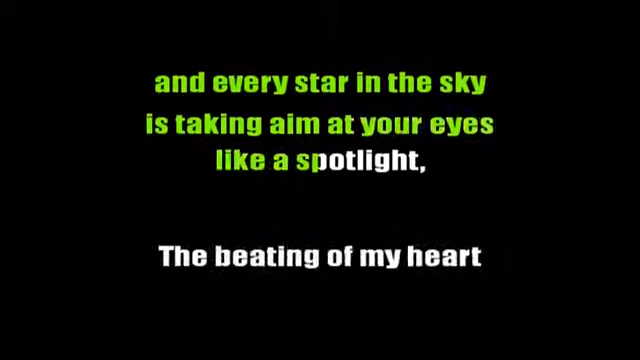 and every star in the sky
is taking aim at your eyes
like a spotlight,
The beating of my heart